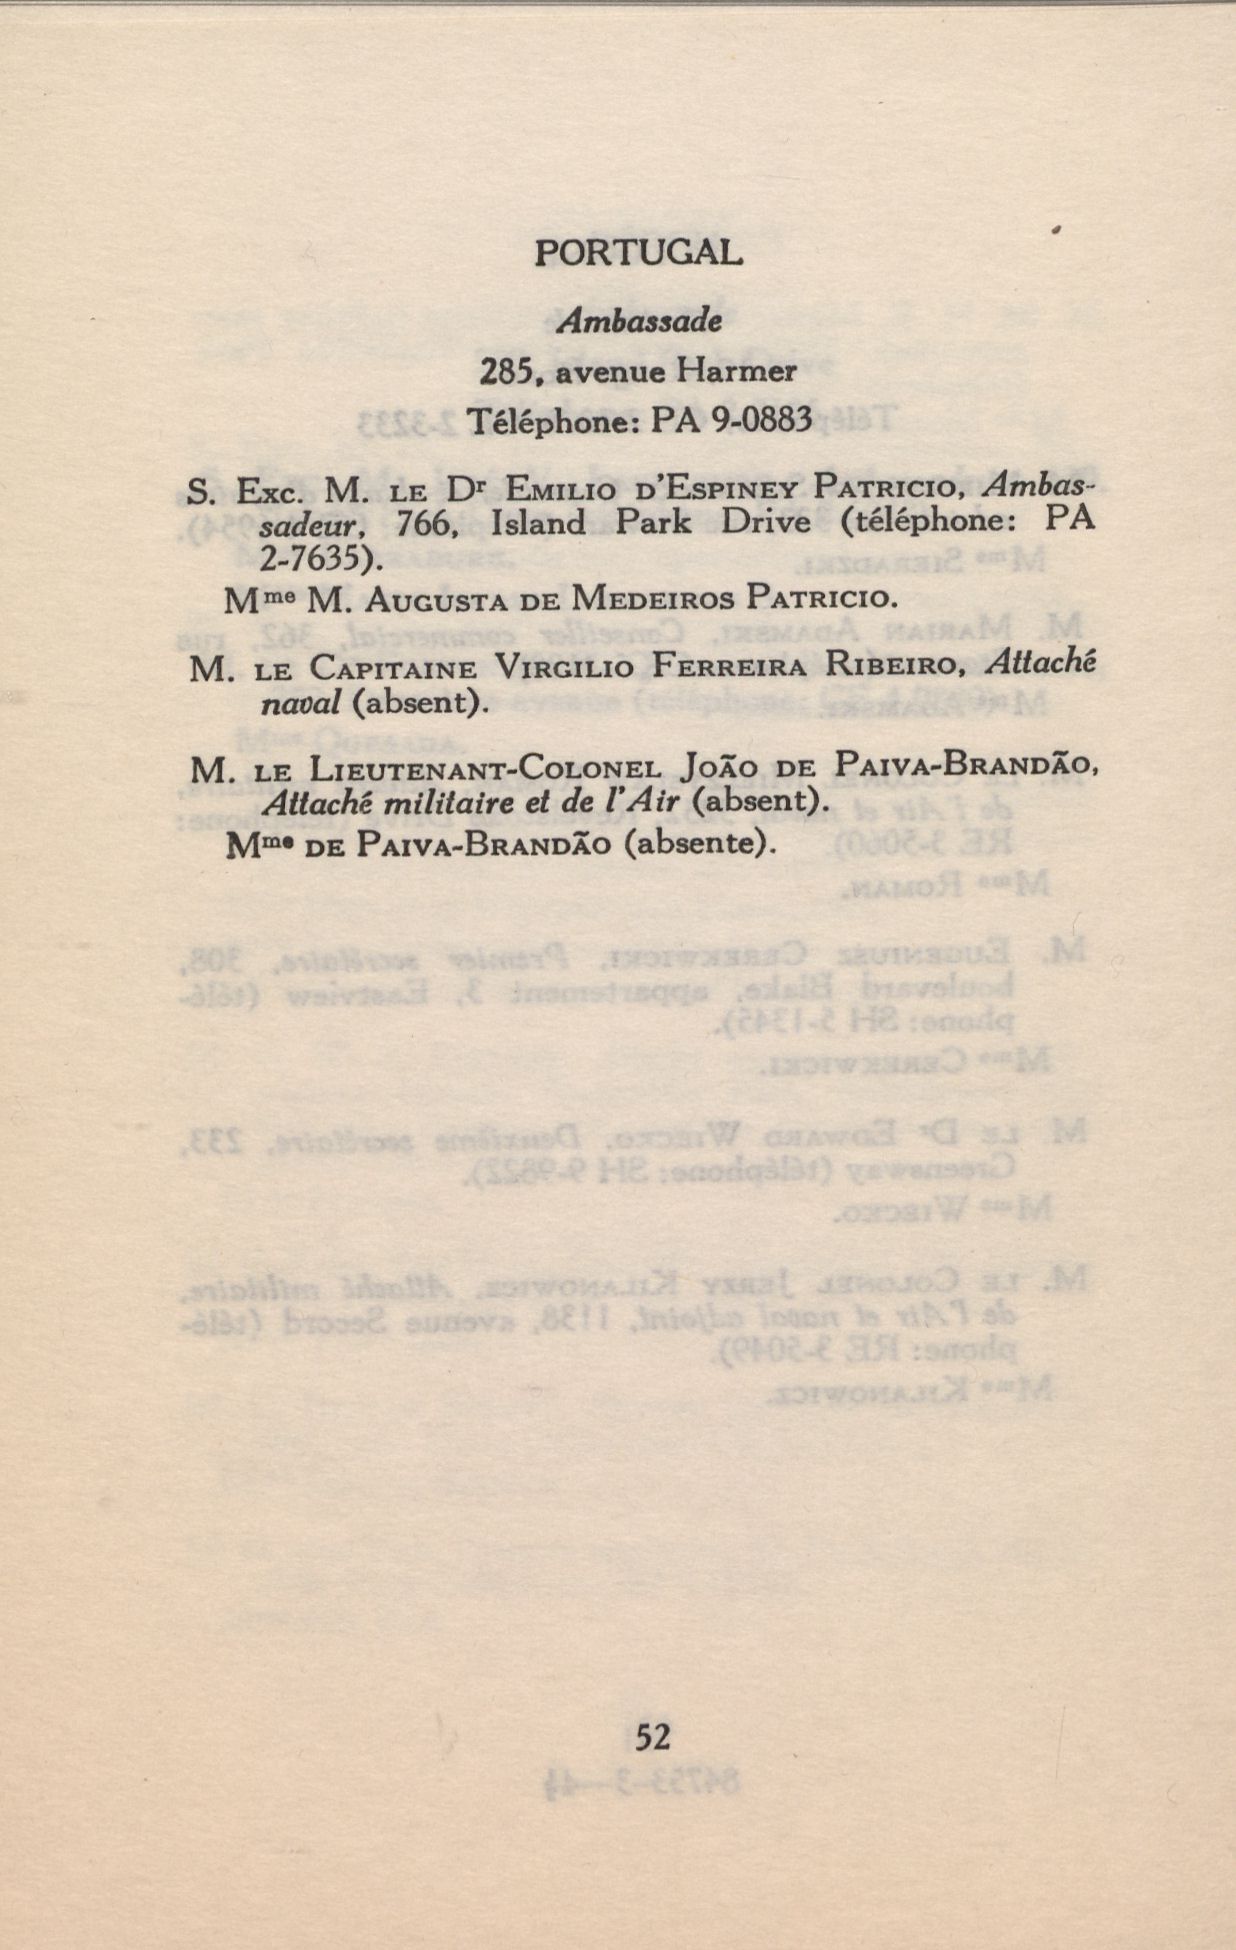 PORTUGAL
Ambassade
285, avenue Harmer
Téléphone: PA 9-0883
S. Exc. M. le Dr Emilio d'Espiney Patricio, Ambas-
sadeur, 766, Island Park Drive (téléphone: PA
2-7635).
Mme M. Augusta de Medeiros Patricio.
M. le Capitaine Virgilio Ferreira Ribeiro, Attaché
naval (absent).
M. le Lieutenant-Colonel João de Paiva-Brandão,
Attaché militaire et de l'Air (absent).
Mme de Paiva-Brandão (absente).
52